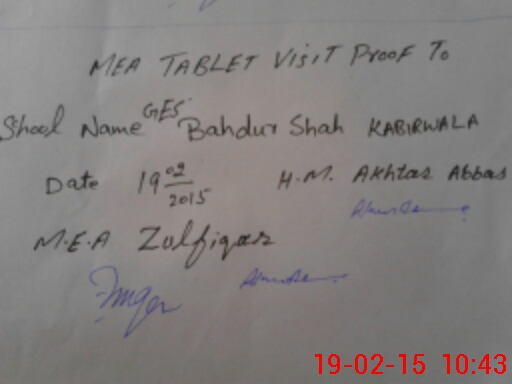 MEA TABLET VISIT PROOF TO
Shool Name GES Bahdur Shah KABIRWALA
Date 19 02 2015 H.M. Akhtar Abbas
M.E.A Zulfiqar
19-02-15 10:43